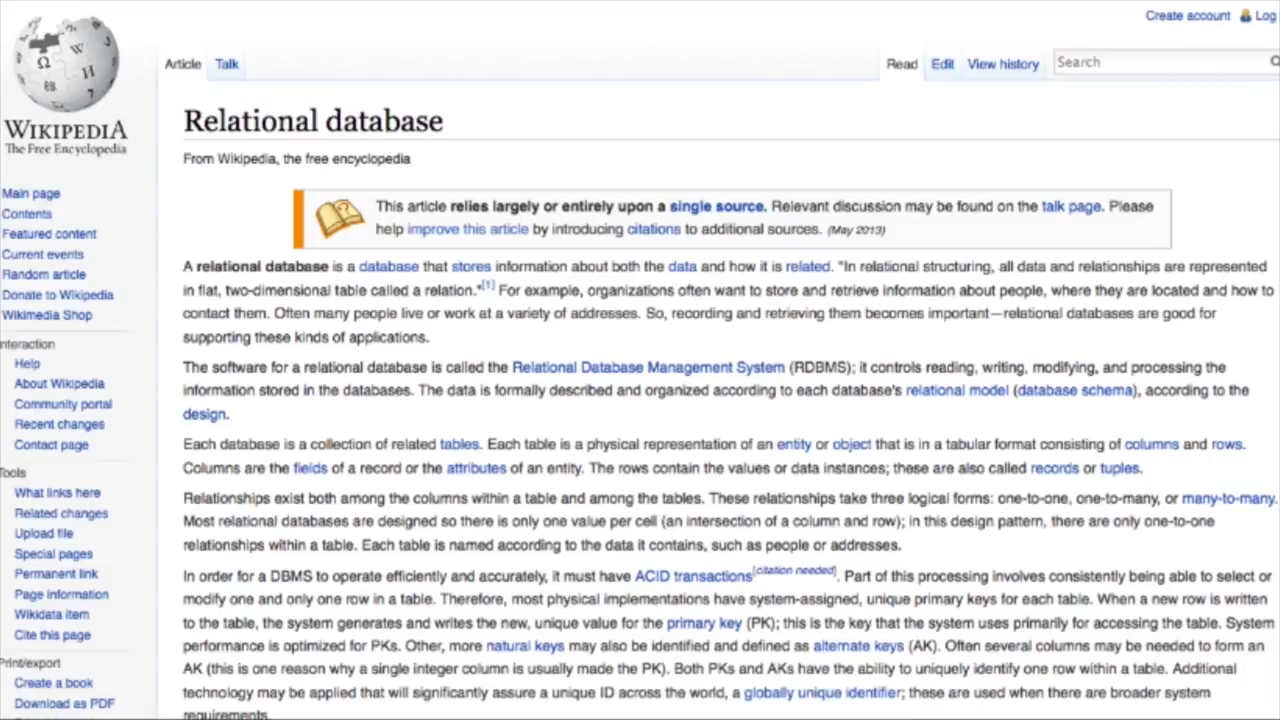 Create account Log
Article Talk Read Edit View history Search
WIKIPEDIA
The Free Encyclopedia
Main page
Contents
Featured content
Current events
Random article
Donate to Wikipedia
Wikimedia Shop
nteraction
Help
About Wikipedia
Community portal
Recent changes
Contact page
Tools
What links here
Related changes
Upload file
Special pages
Permanent link
Page information
Wikidata item
Cite this page
Print/export
Create a book
Download as PDF
Relational database
From Wikipedia, the free encyclopedia
This article relies largely or entirely upon a single source. Relevant discussion may be found on the talk page. Please
help improve this article by introducing citations to additional sources. (May 2013)
A relational database is a database that stores information about both the data and how it is related. "In relational structuring, all data and relationships are represented
in flat, two-dimensional table called a relation."[1] For example, organizations often want to store and retrieve information about people, where they are located and how to
contact them. Often many people live or work at a variety of addresses. So, recording and retrieving them becomes important—relational databases are good for
supporting these kinds of applications.
The software for a relational database is called the Relational Database Management System (RDBMS); it controls reading, writing, modifying, and processing the
information stored in the databases. The data is formally described and organized according to each database's relational model (database schema), according to the
design.
Each database is a collection of related tables. Each table is a physical representation of an entity or object that is in a tabular format consisting of columns and rows.
Columns are the fields of a record or the attributes of an entity. The rows contain the values or data instances; these are also called records or tuples.
Relationships exist both among the columns within a table and among the tables. These relationships take three logical forms: one-to-one, one-to-many, or many-to-many.
Most relational databases are designed so there is only one value per cell (an intersection of a column and row); in this design pattern, there are only one-to-one
relationships within a table. Each table is named according to the data it contains, such as people or addresses.
In order for a DBMS to operate efficiently and accurately, it must have ACID transactions[citation needed]. Part of this processing involves consistently being able to select or
modify one and only one row in a table. Therefore, most physical implementations have system-assigned, unique primary keys for each table. When a new row is written
to the table, the system generates and writes the new, unique value for the primary key (PK); this is the key that the system uses primarily for accessing the table. System
performance is optimized for PKs. Other, more natural keys may also be identified and defined as alternate keys (AK). Often several columns may be needed to form an
AK (this is one reason why a single integer column is usually made the PK). Both PKs and AKs have the ability to uniquely identify one row within a table. Additional
technology may be applied that will significantly assure a unique ID across the world, a globally unique identifier; these are used when there are broader system
requirements.